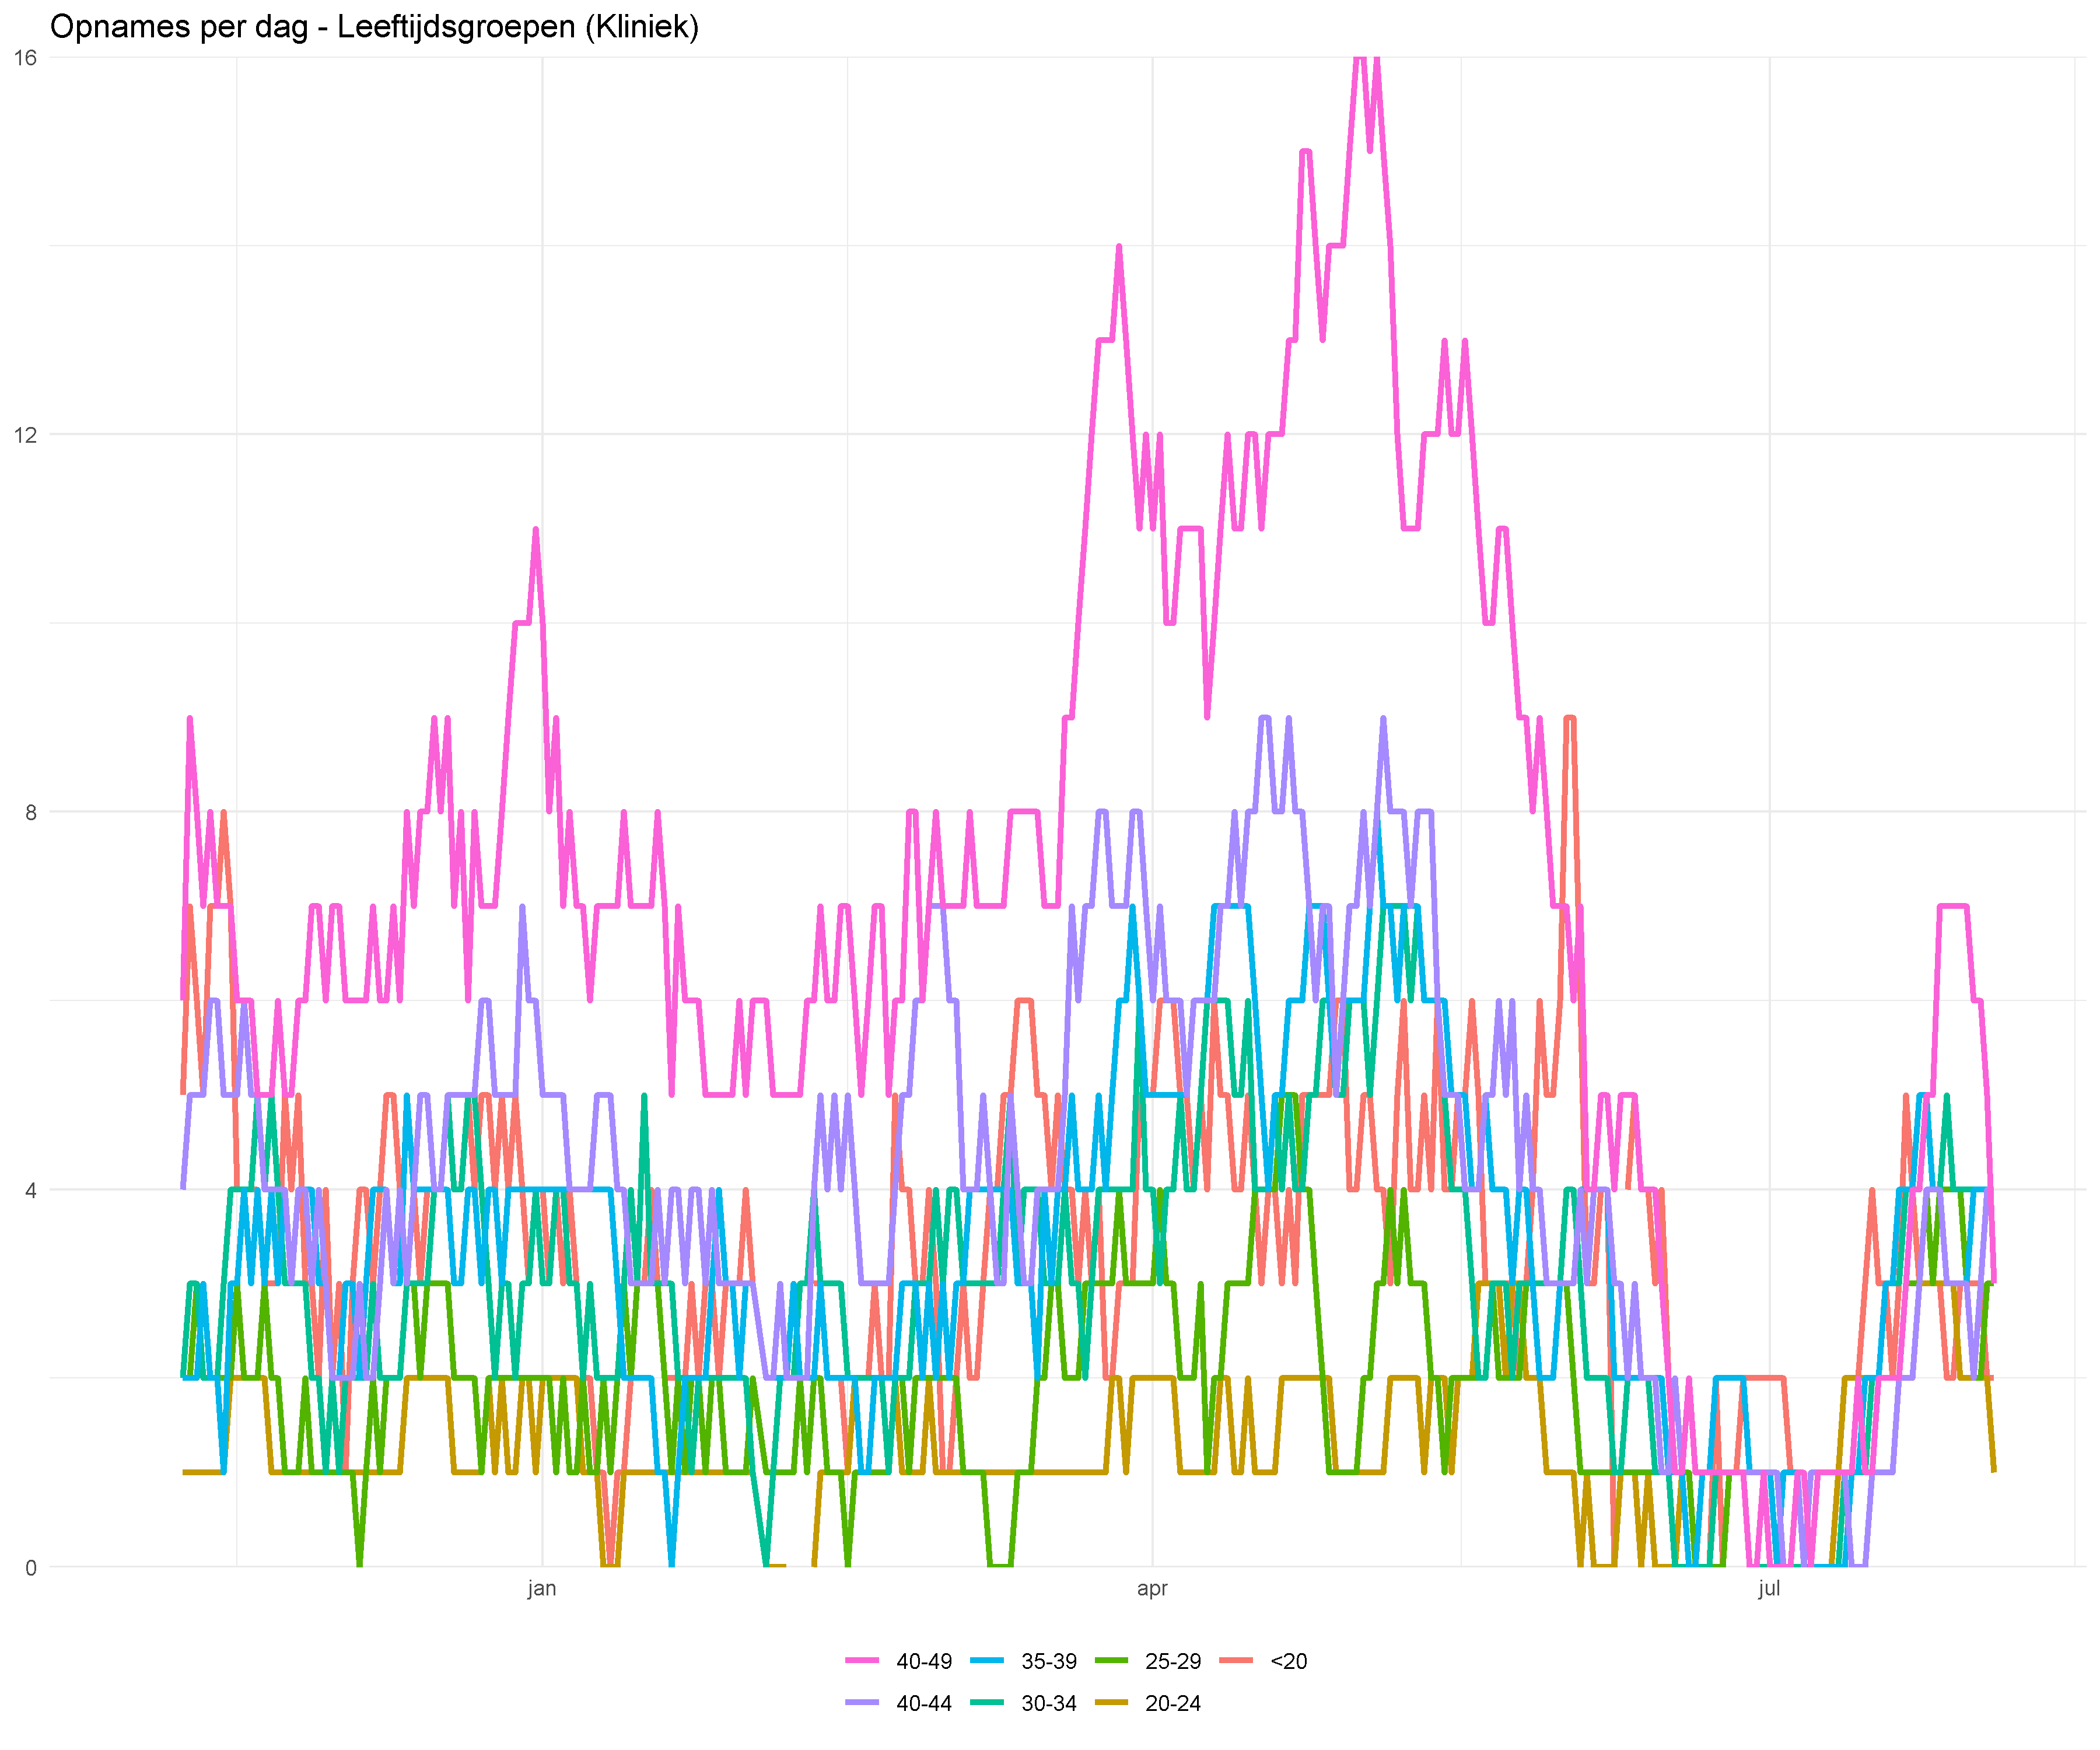 Opnames per dag - Leeftijdsgroepen (Kliniek)
16
12
8
4
0
jan apr jul
40-49 35-39 25-29 <20
40-44 30-34 20-24